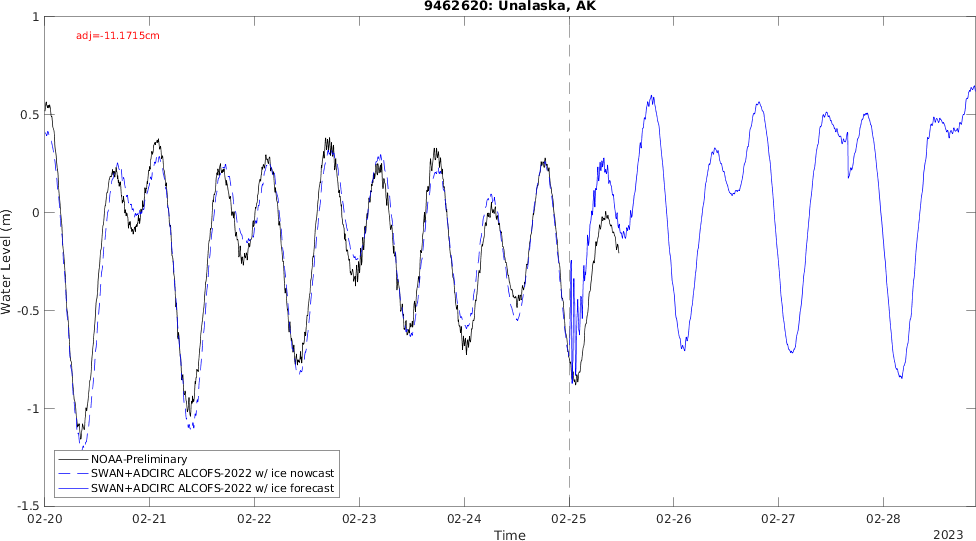 9462620: Unalaska, AK
adj=-11.1715cm
1
0.5
0
-0.5
-1
-1.5
Water Level (m)
NOAA-Preliminary
SWAN+ADCIRC ALCOFS-2022 w/ ice nowcast
SWAN+ADCIRC ALCOFS-2022 w/ ice forecast
02-20 02-21 02-22 02-23 02-24 02-25 02-26 02-27 02-28
Time
2023